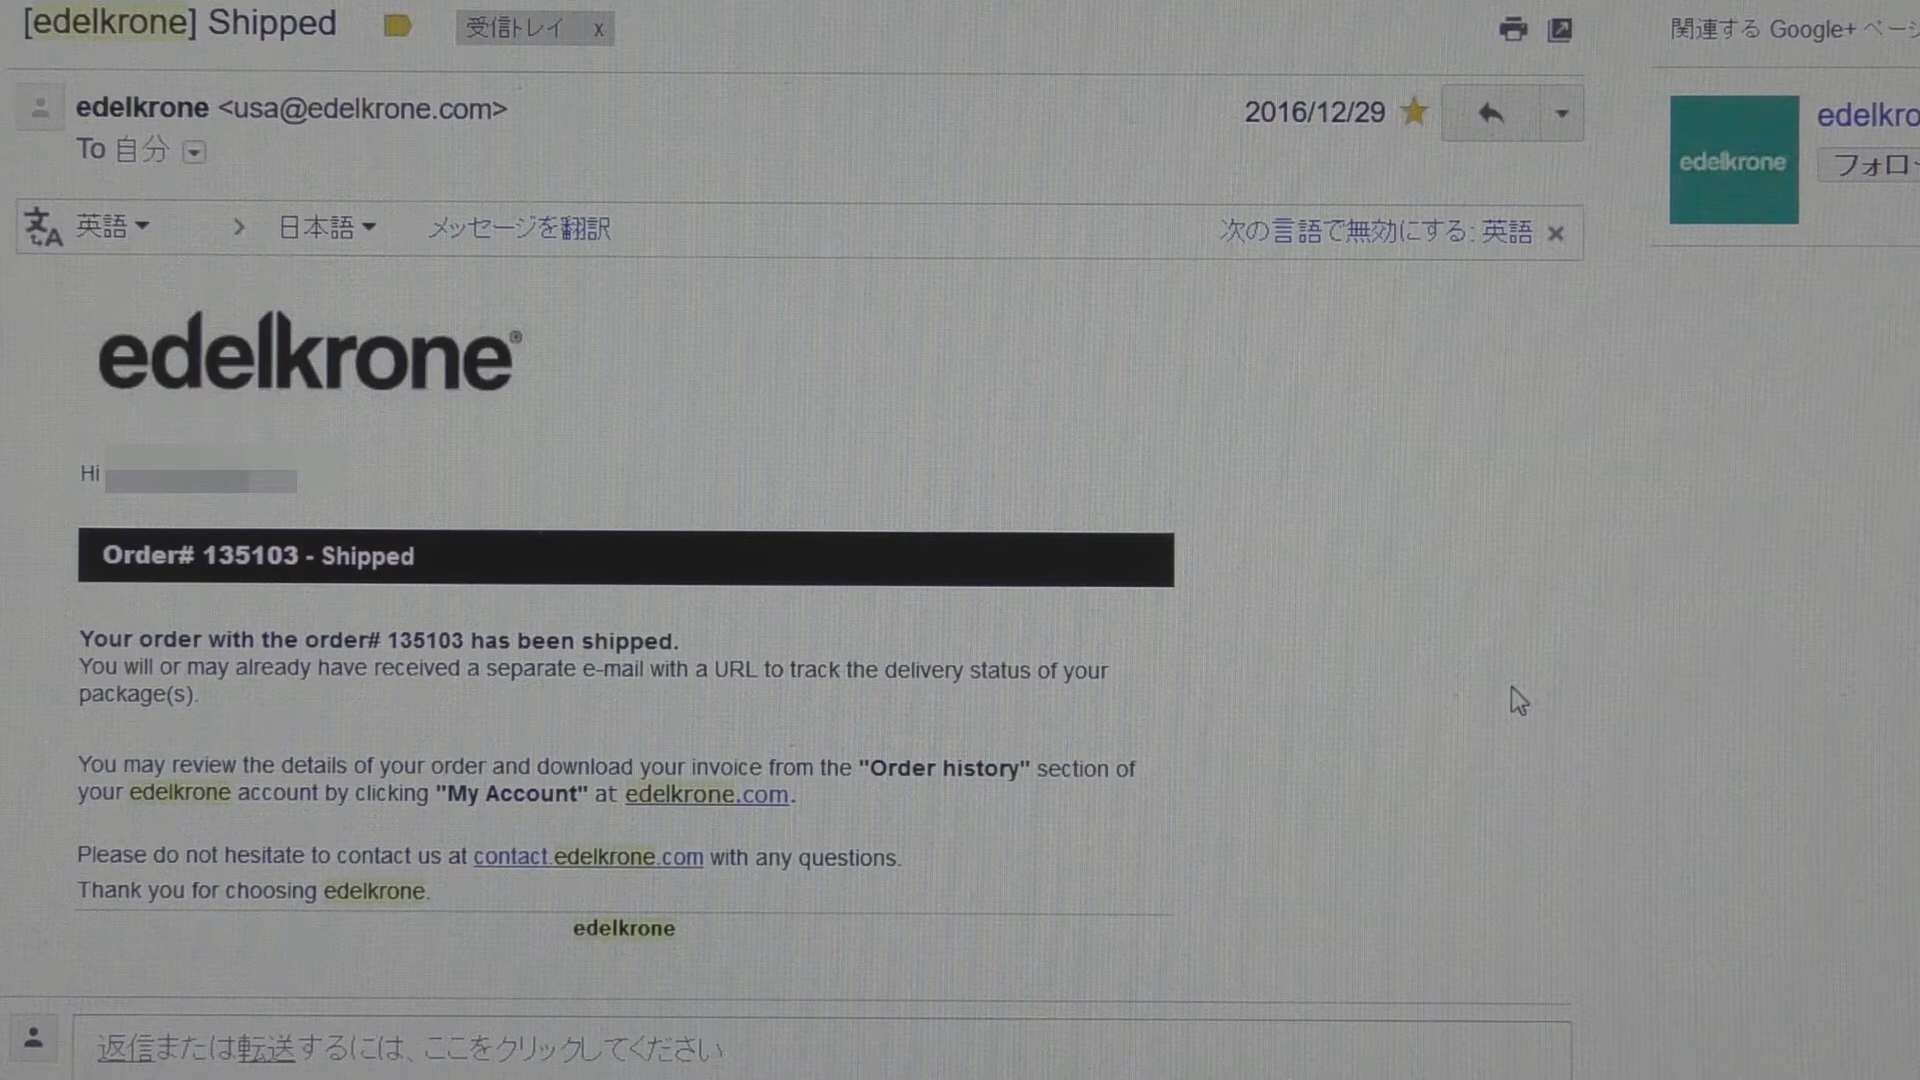 [edelkrone] Shipped
受信トレイ x
関連する Google+ ページ
edelkrone <usa@edelkrone.com>
2016/12/29
To 自分
edelkrone
edelkro
フォロー
英語 > 日本語 メッセージを翻訳
次の言語で無効にする: 英語 ×
edelkrone®
Hi
Order# 135103 - Shipped
Your order with the order# 135103 has been shipped.
You will or may already have received a separate e-mail with a URL to track the delivery status of your
package(s).
You may review the details of your order and download your invoice from the "Order history" section of
your edelkrone account by clicking "My Account" at edelkrone.com.
Please do not hesitate to contact us at contact.edelkrone.com with any questions.
Thank you for choosing edelkrone.
edelkrone
返信または転送するには、ここをクリックしてください